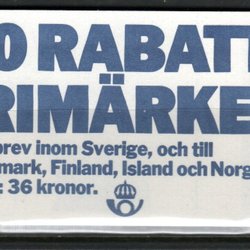 0 RABATT
RIMÄRKE
brev inom Sverige, och till
mark, Finland, Island och Norg
: 36 kronor.